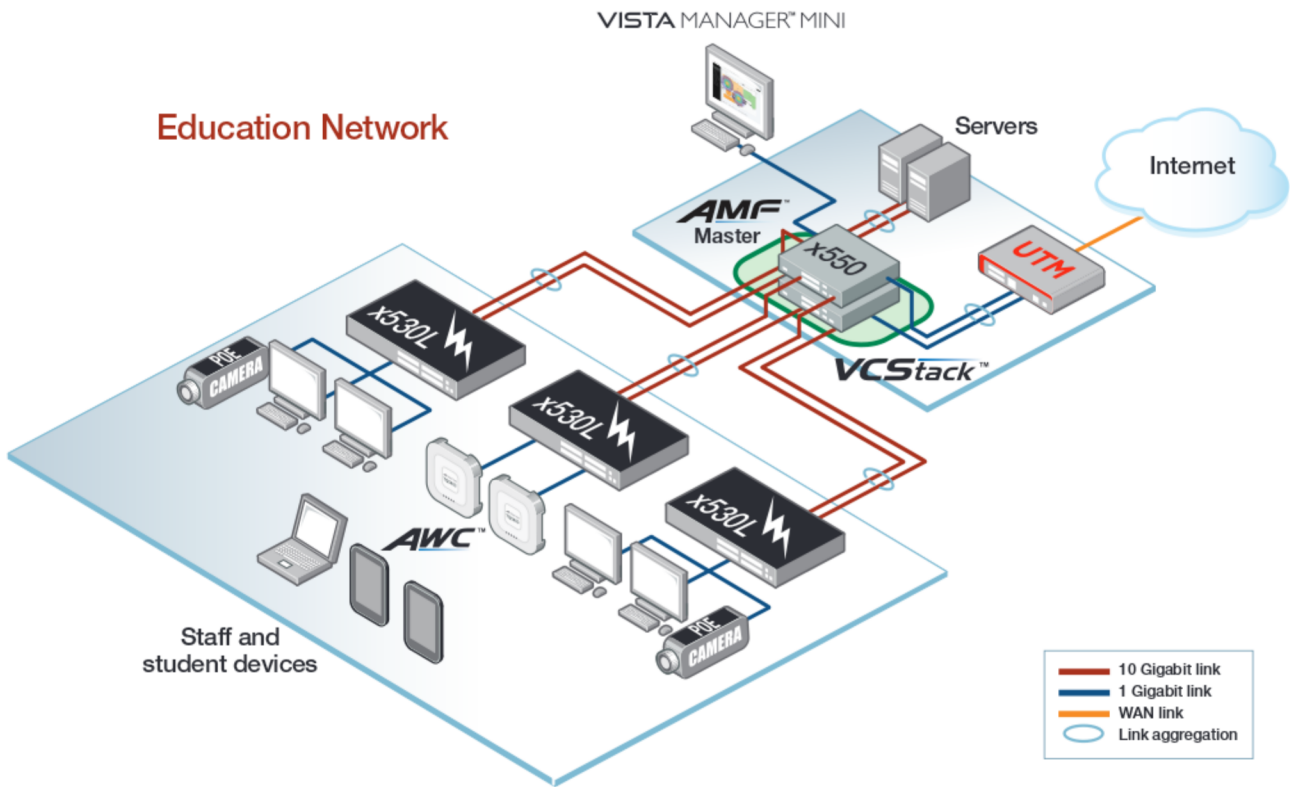 VISTA MANAGER™ MINI
Education Network
Servers
Internet
AMF™
Master
x550
UTM
VCStack™
x530L
POE
CAMERA
x530L
x530L
AWC™
POE
CAMERA
Staff and
student devices
10 Gigabit link
1 Gigabit link
WAN link
Link aggregation